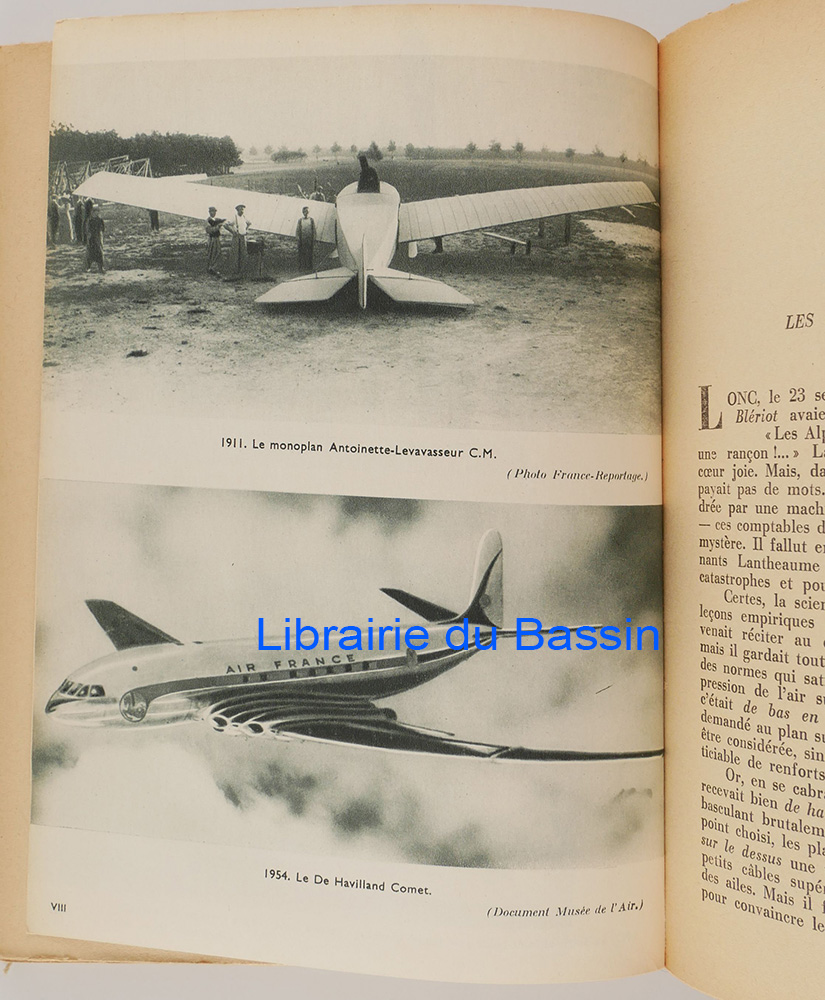 1911. Le monoplan Antoinette-Levavasseur C.M.
(Photo France-Reportage.)
AIR FRANCE
Librairie du Bassin
1954. Le De Havilland Comet.
VIII
(Document Musée de l'Air.)
LES
LONC, le 23 se
Blériot avaie
« Les Alp
une rançon !... » La
cœur joie. Mais, da
payait pas de mots.
drée par une mach
— ces comptables d
mystère. Il fallut en
nants Lantheaume
catastrophes et pou
Certes, la scien
leçons empiriques
venait réciter au
mais il gardait tout
des normes qui sat
pression de l'air su
c'était de bas en
demandé au plan su
être considérée, sin
ticiable de renforts
Or, en se cabra
recevait bien de ha
basculant brutalem
point choisi, les pla
sur le dessus une
petits câbles supér
des ailes. Mais il f
pour convaincre le